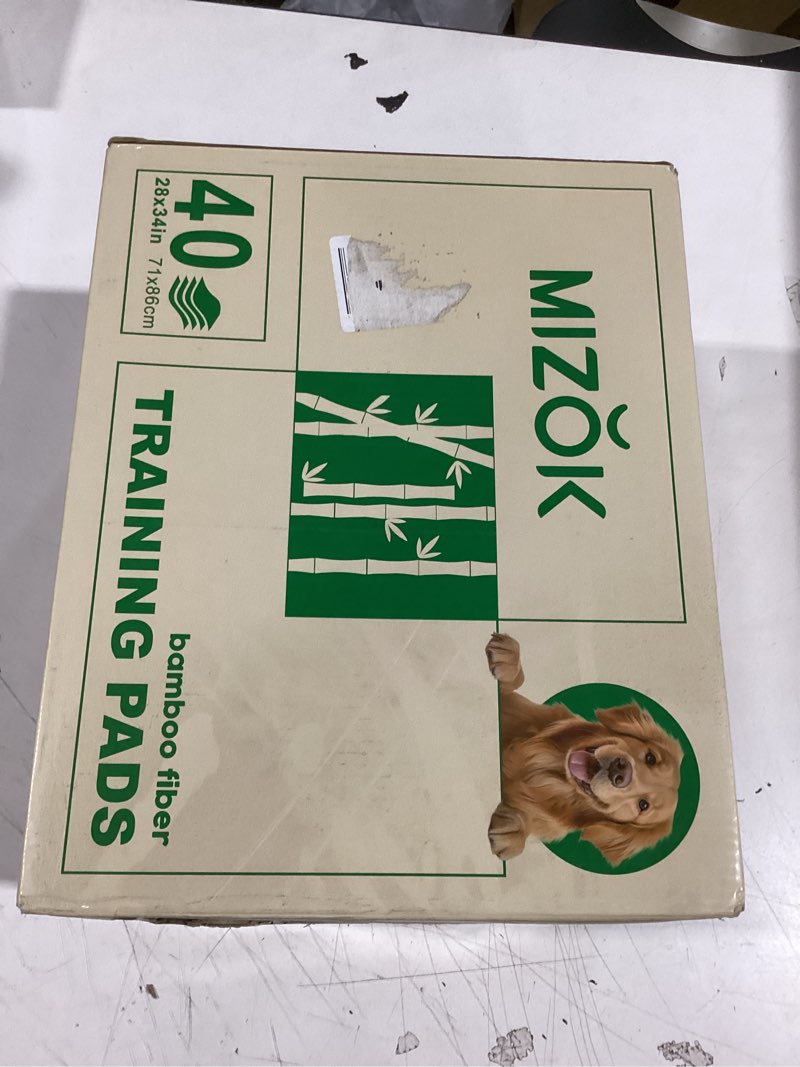 MIZŎK
40
28x34in 71x86cm
bamboo fiber
TRAINING PADS